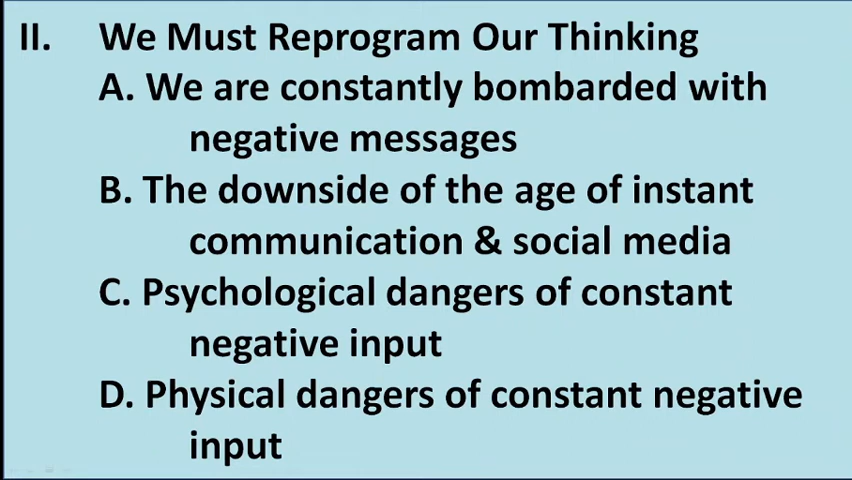 II. We Must Reprogram Our Thinking
A. We are constantly bombarded with
negative messages
B. The downside of the age of instant
communication & social media
C. Psychological dangers of constant
negative input
D. Physical dangers of constant negative
input